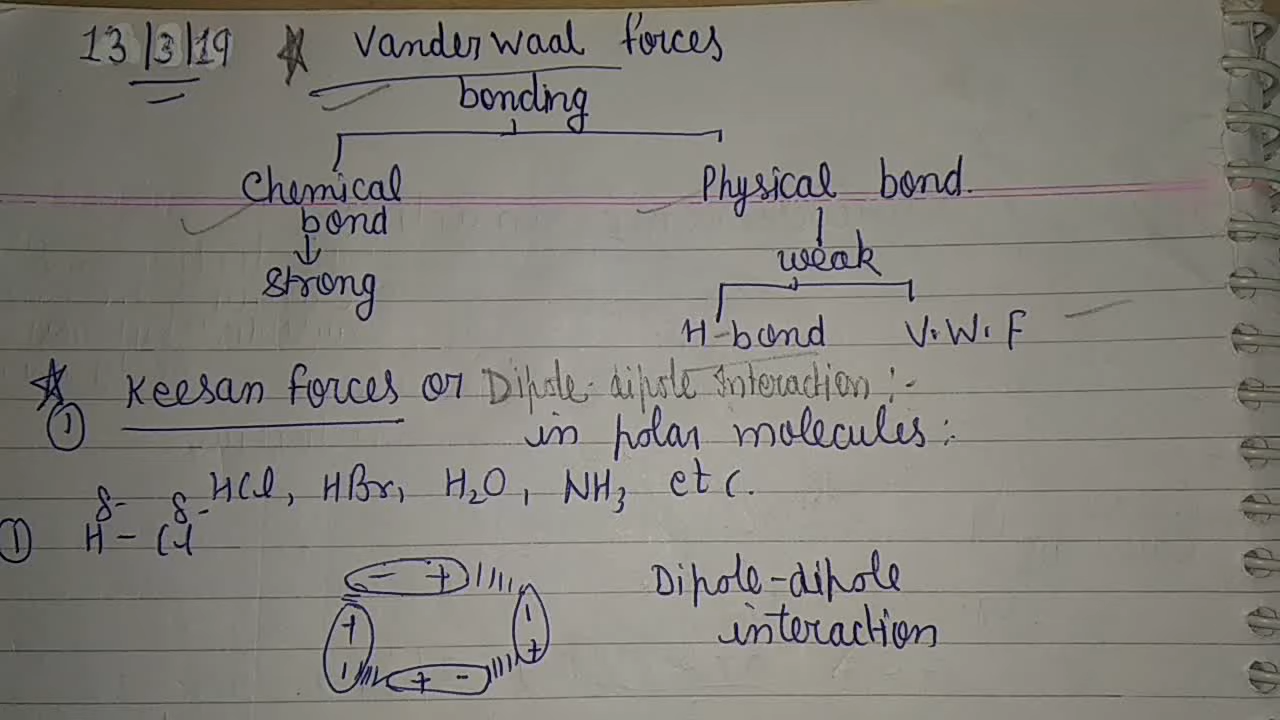 13/3/19 Vanderwaal forces
bonding
Chemical Physical bond.
bond
weak
Strong
H-bond V.W.F
Keesan forces or Dipole-dipole Interaction:-
① in polar molecules:-
HCl, HBr, H₂O, NH₃ etc.
δ- δ-
① H - Cl
- +
Dipole-dipole
+ -
interaction
- +
+ -